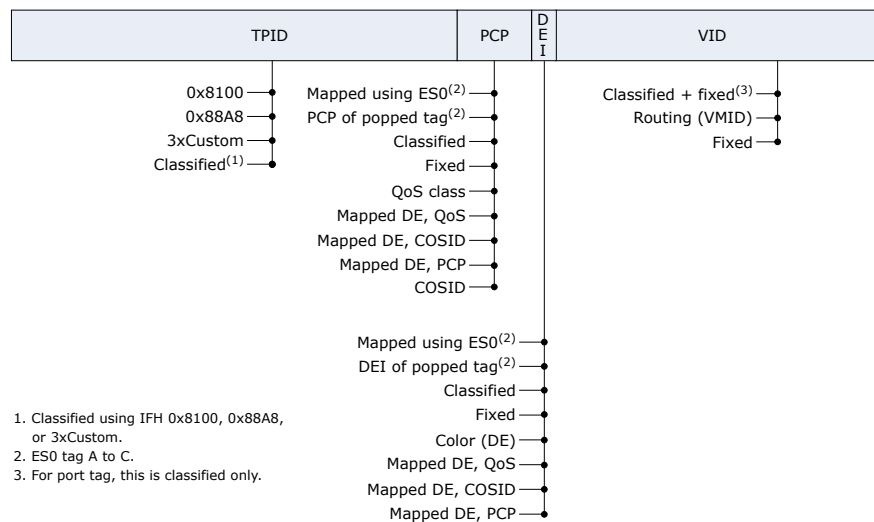 TPID PCP DEI VID
0x8100
0x88A8
3xCustom
Classified(1)
Mapped using ES0(2)
PCP of popped tag(2)
Classified
Fixed
QoS class
Mapped DE, QoS
Mapped DE, COSID
Mapped DE, PCP
COSID
Classified + fixed(3)
Routing (VMID)
Fixed
Mapped using ES0(2)
DEI of popped tag(2)
Classified
Fixed
Color (DE)
Mapped DE, QoS
Mapped DE, COSID
Mapped DE, PCP
1. Classified using IFH 0x8100, 0x88A8,
or 3xCustom.
2. ES0 tag A to C.
3. For port tag, this is classified only.